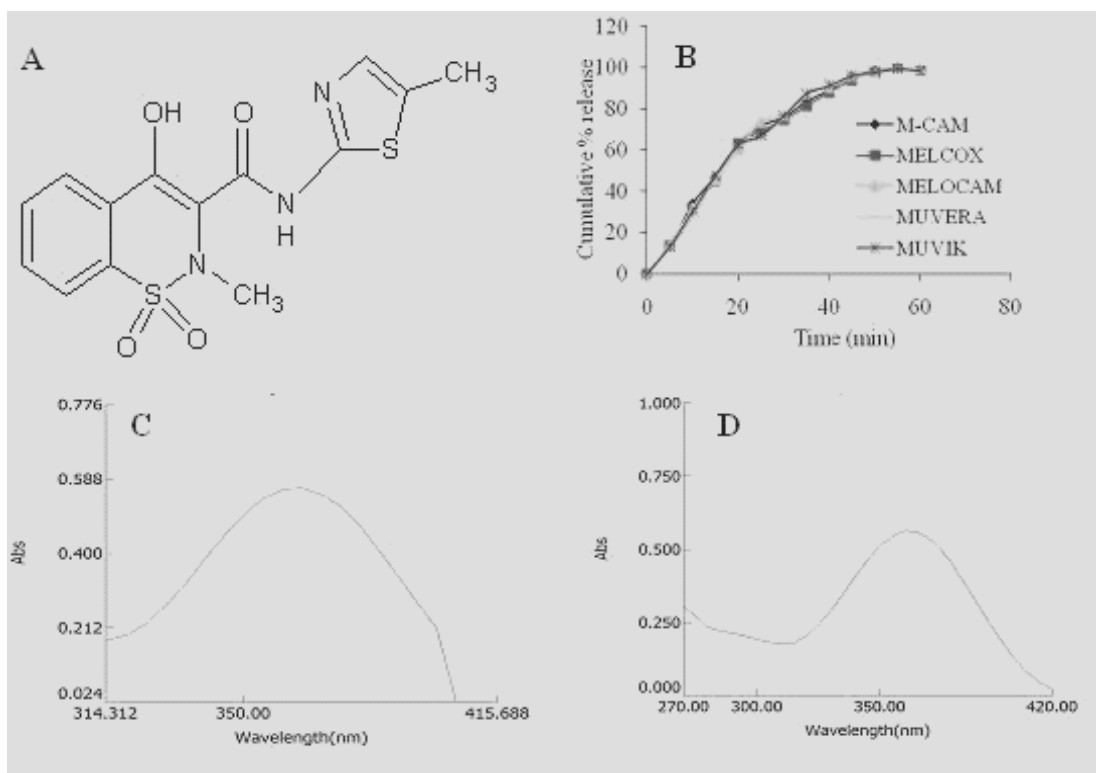 A
OH
O
N
S
CH3
N
H
N
CH3
S
O
O
B
Cumulative % release
120
100
80
60
40
20
0
0
20
40
60
80
Time (min)
M-CAM
MELCOX
MELOCAM
MUVERA
MUVIK
C
Abs
0.776
0.588
0.400
0.212
0.024
314.312
350.00
415.688
Wavelength(nm)
D
Abs
1.000
0.750
0.500
0.250
0.000
270.00
300.00
350.00
420.00
Wavelength(nm)